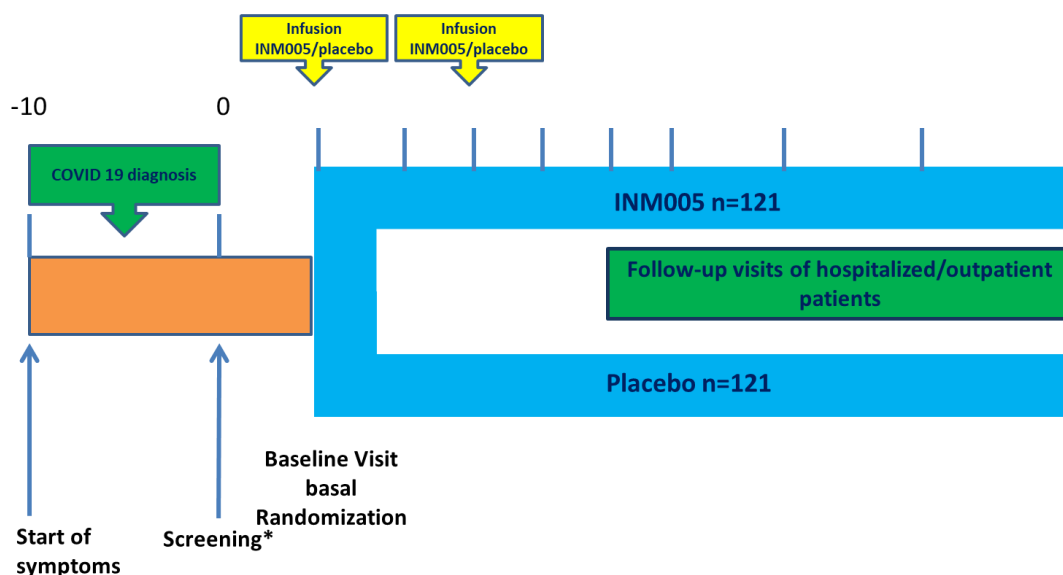 Infusion
INM005/placebo
Infusion
INM005/placebo
-10
0
COVID 19 diagnosis
INM005 n=121
Follow-up visits of hospitalized/outpatient
patients
Placebo n=121
Baseline Visit
basal
Randomization
Start of
symptoms
Screening*